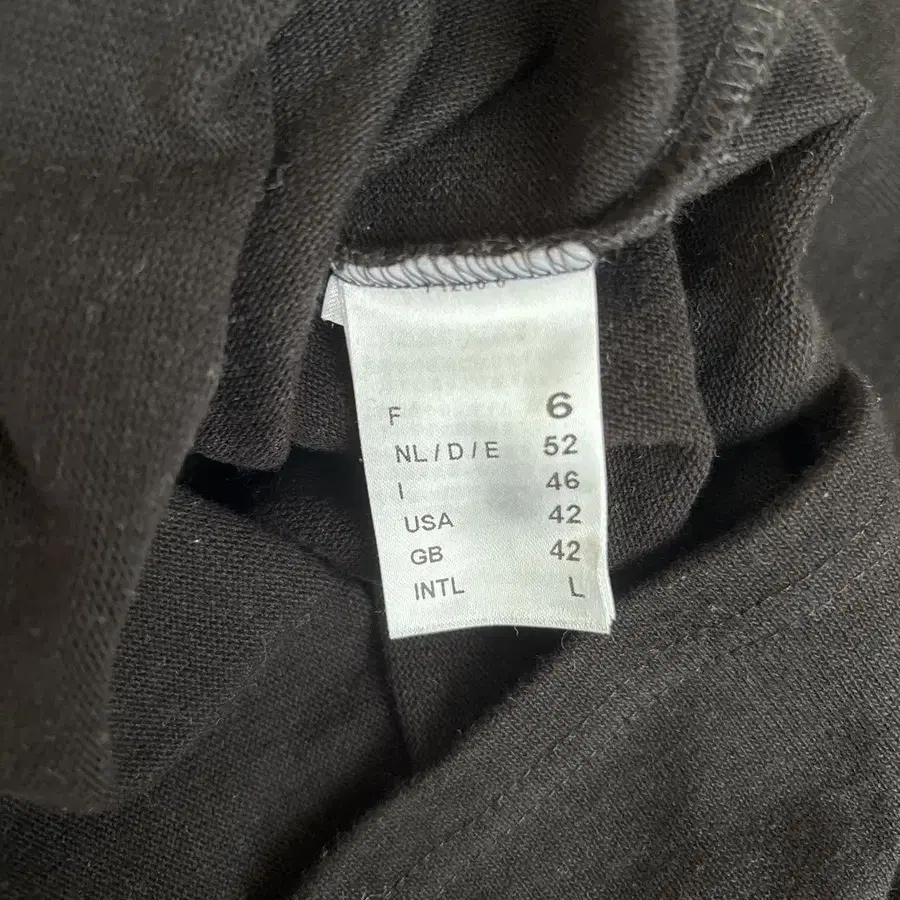 F 6
NL / D / E 52
I 46
USA 42
GB 42
INTL L